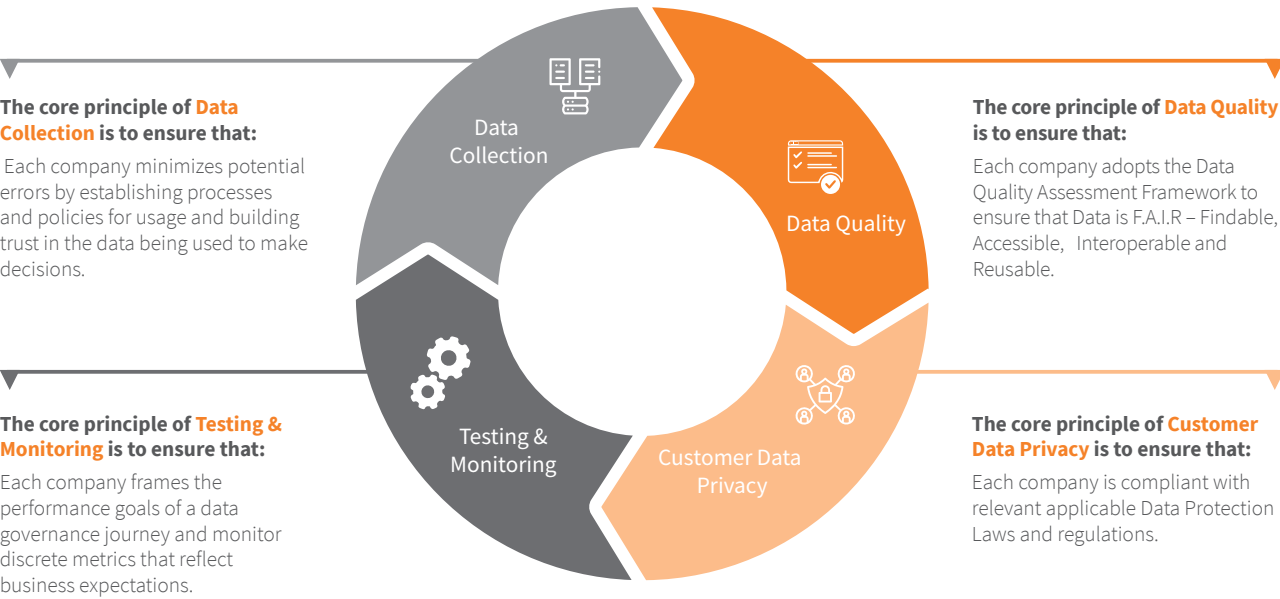 The core principle of Data
Collection is to ensure that:
Each company minimizes potential
errors by establishing processes
and policies for usage and building
trust in the data being used to make
decisions.
Data
Collection
Data Quality
The core principle of Data Quality
is to ensure that:
Each company adopts the Data
Quality Assessment Framework to
ensure that Data is F.A.I.R – Findable,
Accessible, Interoperable and
Reusable.
The core principle of Testing &
Monitoring is to ensure that:
Each company frames the
performance goals of a data
governance journey and monitor
discrete metrics that reflect
business expectations.
Testing &
Monitoring
Customer Data
Privacy
The core principle of Customer
Data Privacy is to ensure that:
Each company is compliant with
relevant applicable Data Protection
Laws and regulations.